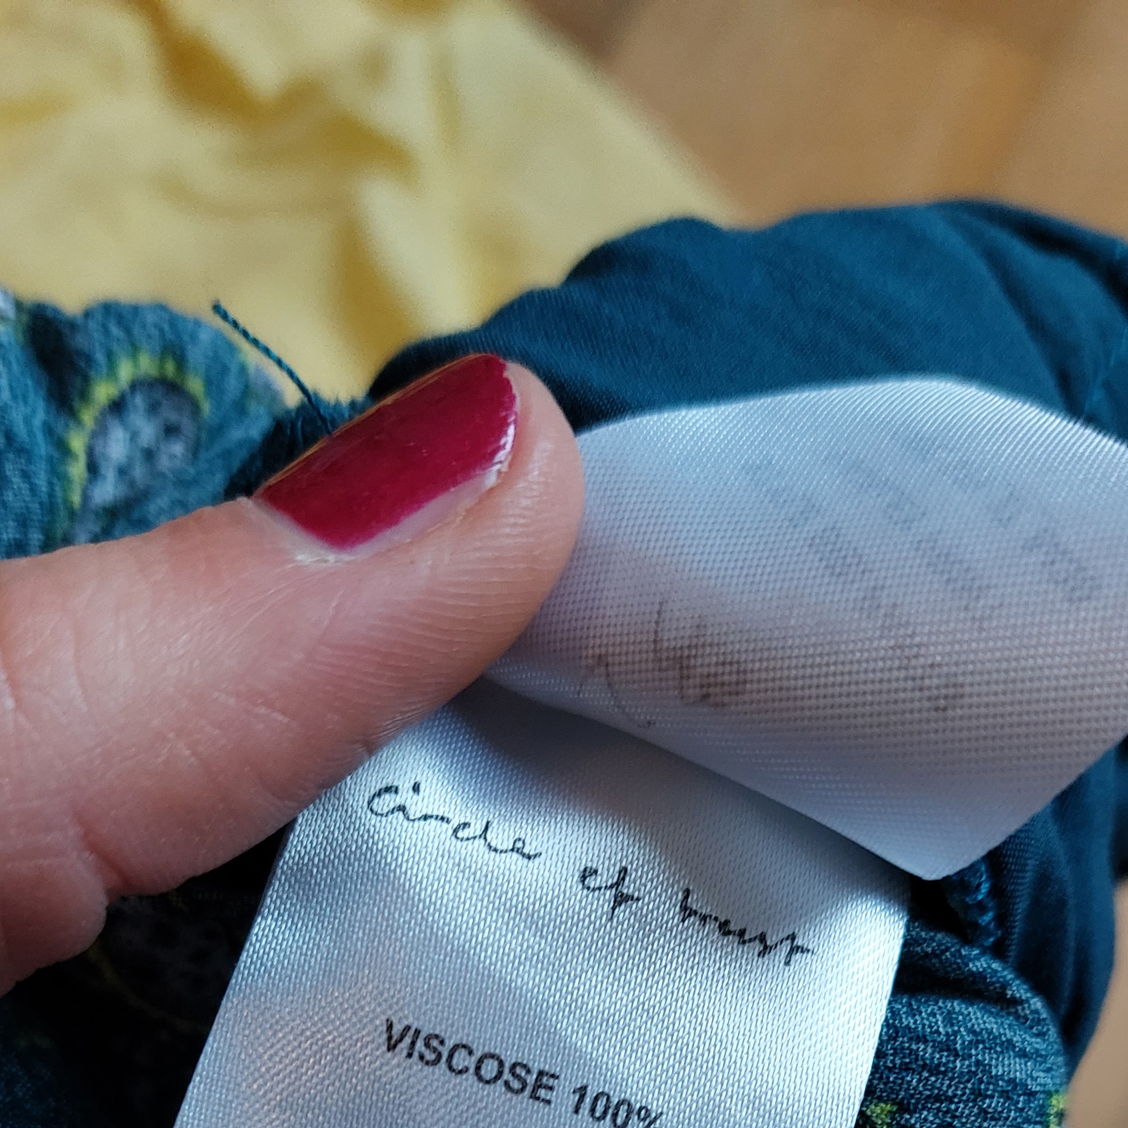 circle of trust
VISCOSE 100%